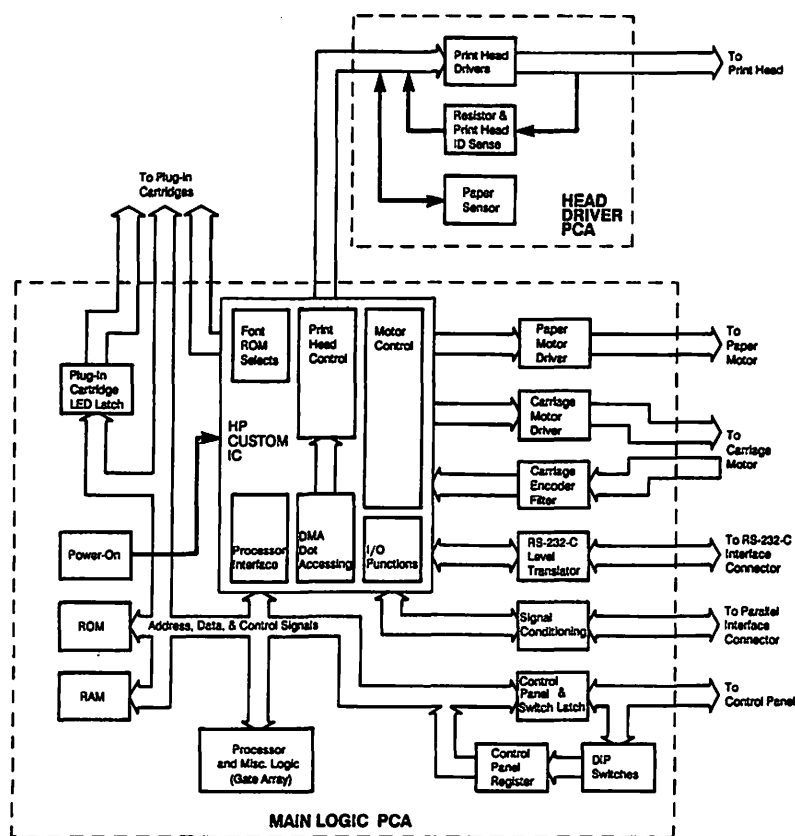 Print Head
Drivers
To
Print Head
Resistor &
Print Head
ID Sense
Paper
Sensor
HEAD
DRIVER
PCA
To Plug-In
Cartridges
Font
ROM
Selects
Print
Head
Control
Motor
Control
Paper
Motor
Driver
To
Paper
Motor
Plug-In
Cartridge
LED Latch
HP
CUSTOM
IC
Carriage
Motor
Driver
To
Carriage
Motor
Carriage
Encoder
Filter
Power-On
Processor
Interface
DMA
Dot
Accessing
I/O
Functions
RS-232-C
Level
Translator
To RS-232-C
Interface
Connector
ROM
Address, Data, & Control Signals
Signal
Conditioning
To Parallel
Interface
Connector
RAM
Control
Panel &
Switch Latch
To
Control Panel
Processor
and Misc. Logic
(Gate Array)
Control
Panel
Register
DIP
Switches
MAIN LOGIC PCA